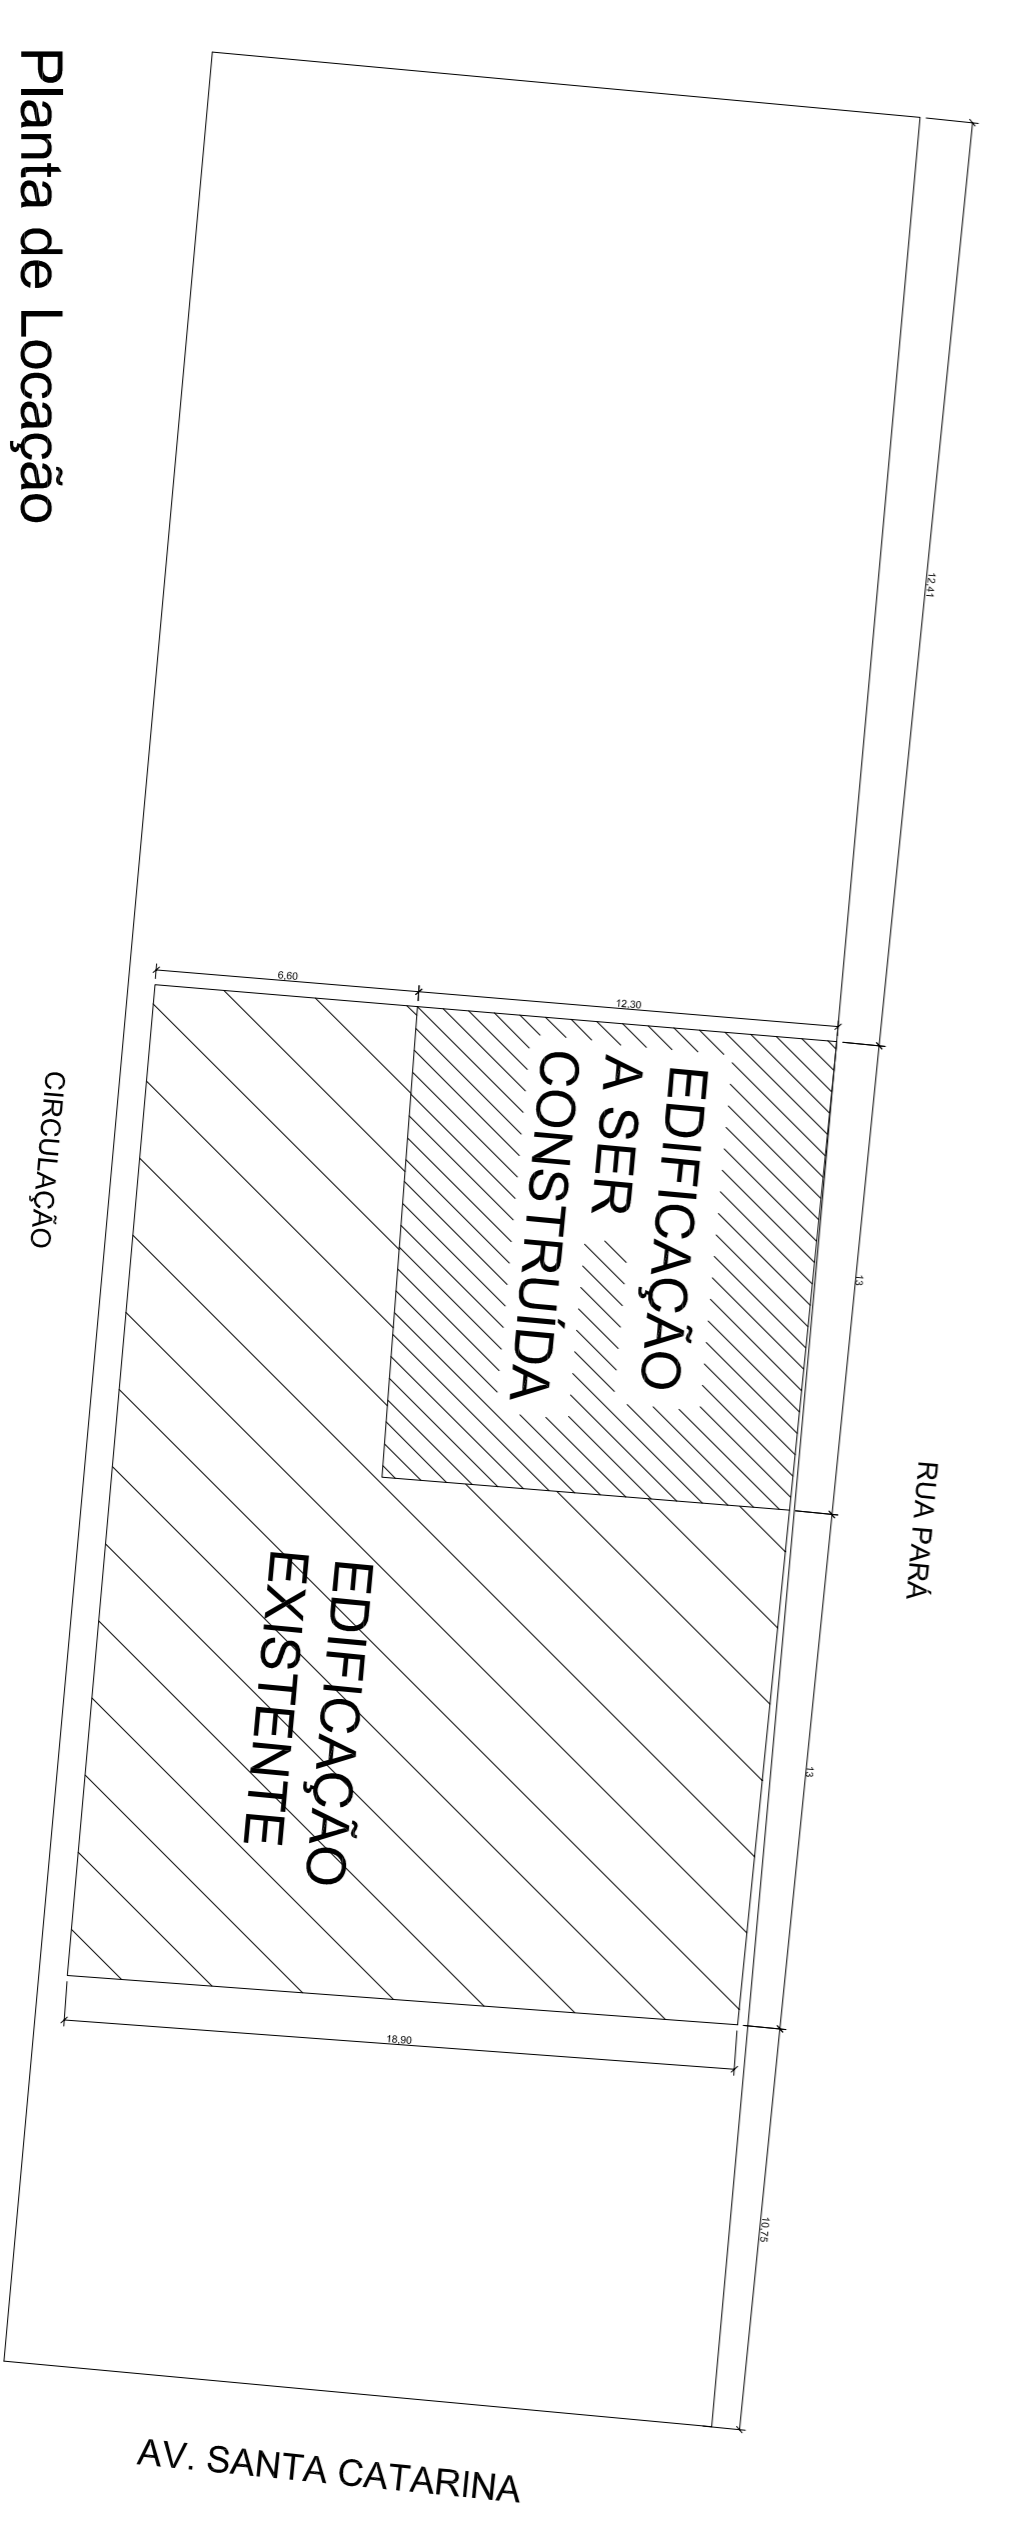 Planta de Locação
12,41
6,60
12,30
EDIFICAÇÃO
A SER
CONSTRUÍDA
13
CIRCULAÇÃO
RUA PARÁ
EDIFICAÇÃO
EXISTENTE
13
18,90
10,75
AV. SANTA CATARINA